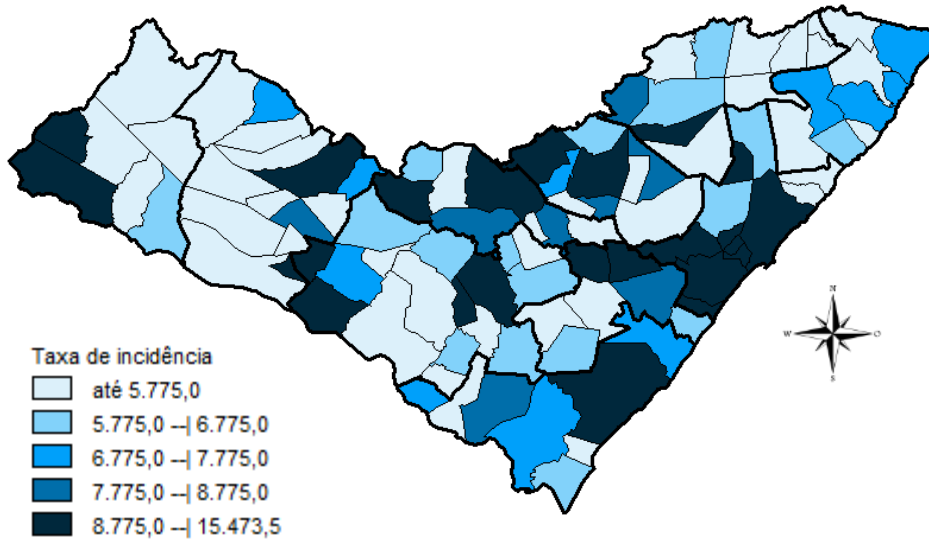 N
W
O
S
Taxa de incidência
até 5.775,0
5.775,0 --| 6.775,0
6.775,0 --| 7.775,0
7.775,0 --| 8.775,0
8.775,0 --| 15.473,5